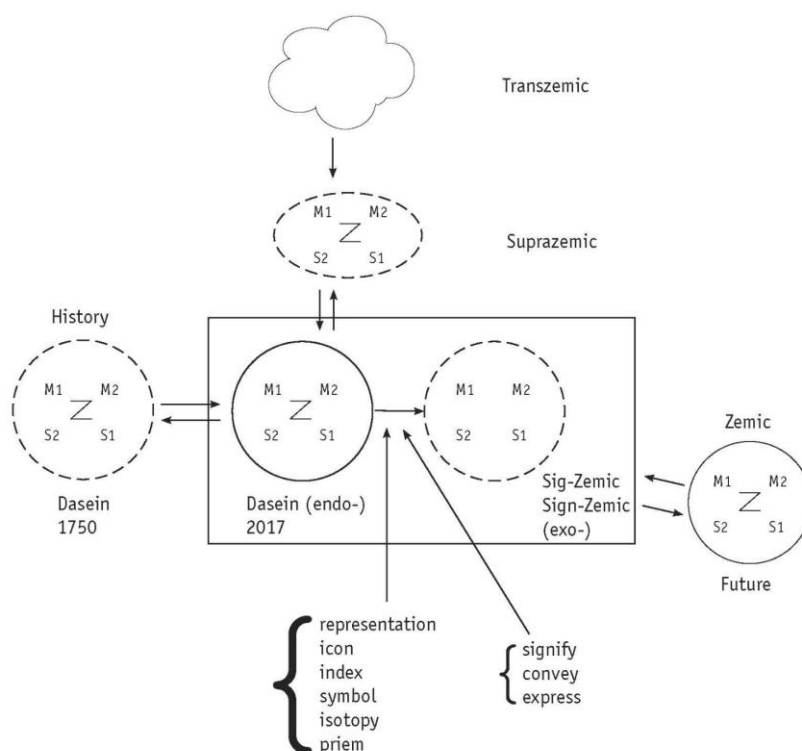 Transzemic
M1 M2
Z
S2 S1
Suprazemic
History
M1 M2
Z
S2 S1
Dasein
1750
M1 M2
Z
S2 S1
Dasein (endo-)
2017
M1 M2
S2 S1
Sig-Zemic
Sign-Zemic
(exo-)
Zemic
M1 M2
Z
S2 S1
Future
representation
icon
index
symbol
isotopy
priem
signify
convey
express